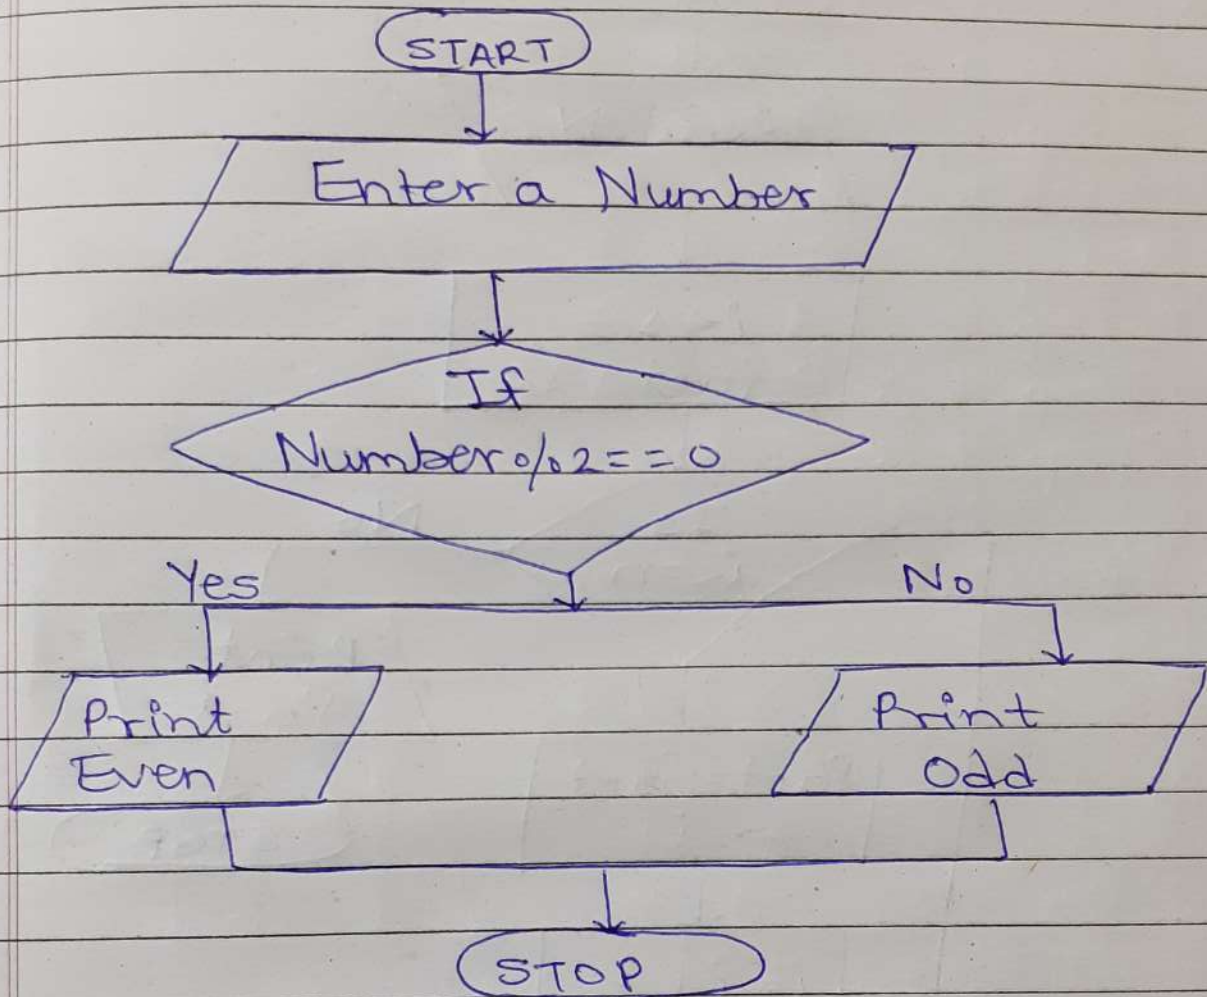 START
Enter a Number
If
Number%2==0
Yes
No
Print
Even
Print
Odd
STOP